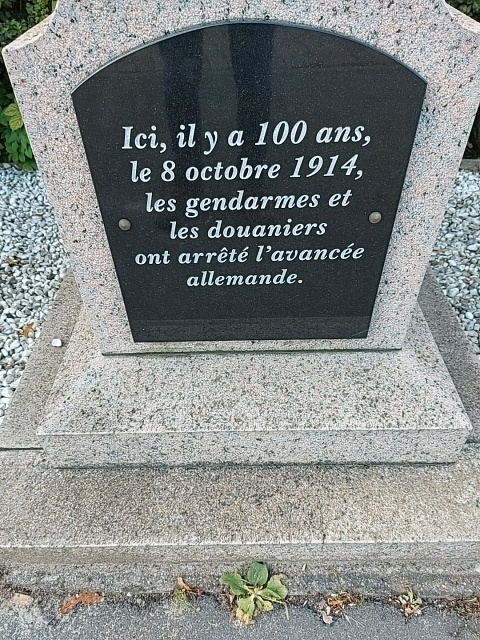 Ici, il y a 100 ans,
le 8 octobre 1914,
les gendarmes et
les douaniers
ont arrêté l'avancée
allemande.